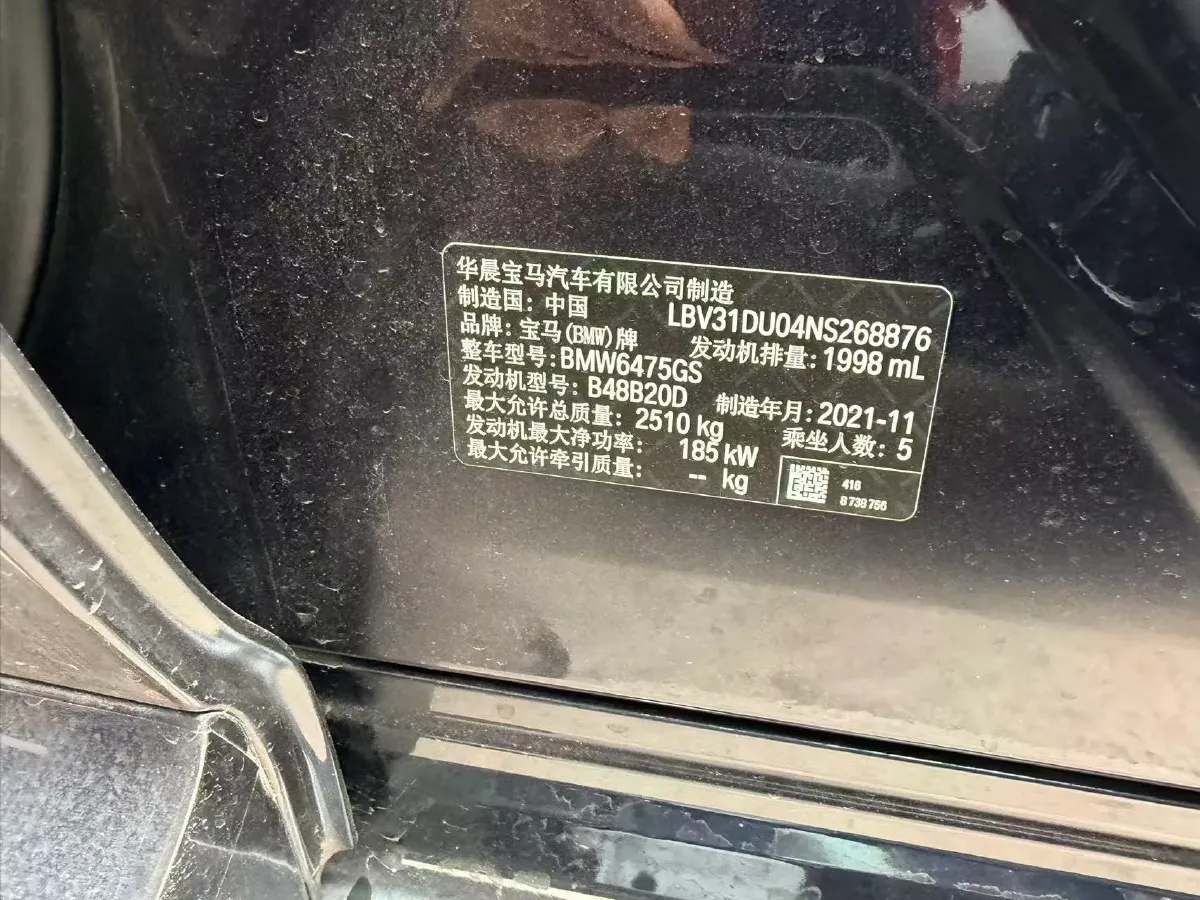 华晨宝马汽车有限公司制造
制造国: 中国 LBV31DU04NS268876
品牌: 宝马(BMW)牌 发动机排量: 1998 mL
整车型号: BMW6475GS
发动机型号: B48B20D 制造年月: 2021-11
最大允许总质量: 2510 kg 乘坐人数: 5
发动机最大净功率: 185 kW
最大允许牵引质量: -- kg
416
8 738 756